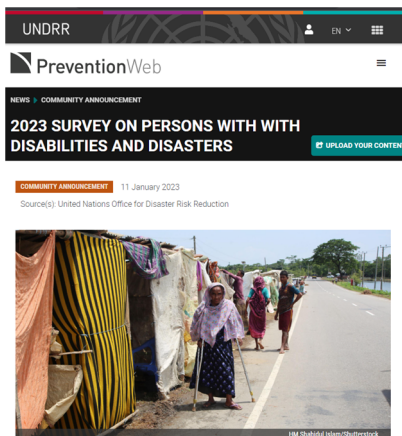 UNDRR
EN
PreventionWeb
NEWS COMMUNITY ANNOUNCEMENT
2023 SURVEY ON PERSONS WITH WITH
DISABILITIES AND DISASTERS
UPLOAD YOUR CONTEN
COMMUNITY ANNOUNCEMENT 11 January 2023
Source(s): United Nations Office for Disaster Risk Reduction
HM Shahidul Islam/Shutterstock